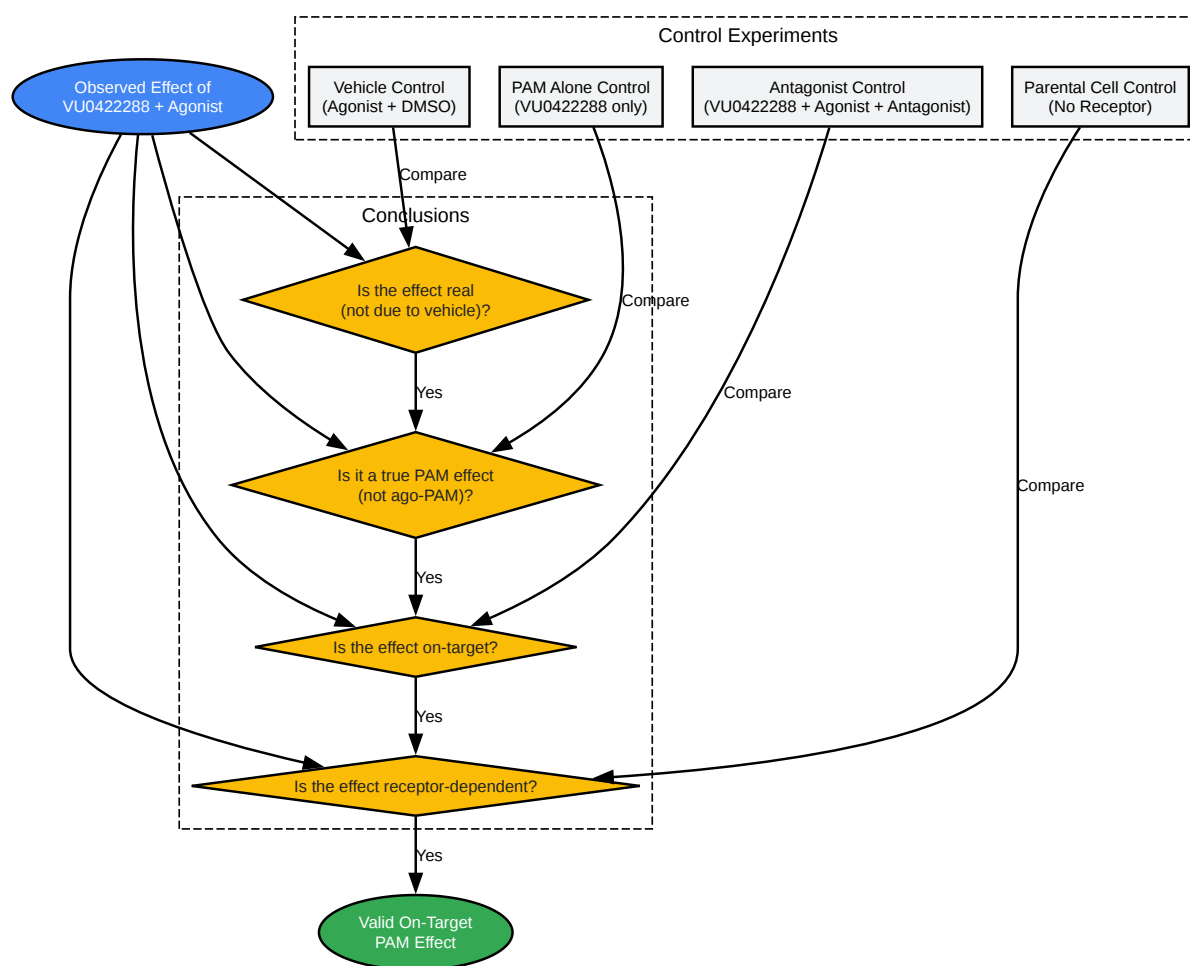 Control Experiments
Observed Effect of
VU0422288 + Agonist
Vehicle Control
(Agonist + DMSO)
PAM Alone Control
(VU0422288 only)
Antagonist Control
(VU0422288 + Agonist + Antagonist)
Parental Cell Control
(No Receptor)
Compare
Conclusions
Is the effect real
(not due to vehicle)?
Compare
Yes
Compare
Is it a true PAM effect
(not ago-PAM)?
Compare
Yes
Is the effect on-target?
Yes
Is the effect receptor-dependent?
Yes
Valid On-Target
PAM Effect